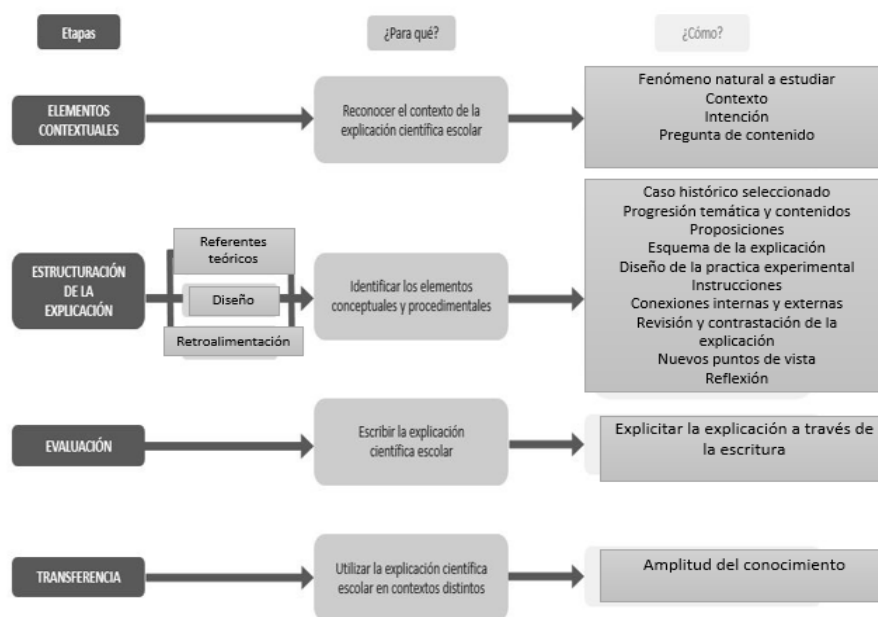 Etapas
¿Para qué?
¿Cómo?
ELEMENTOS
CONTEXTUALES
Reconocer el contexto de la
explicación científica escolar
Fenómeno natural a estudiar
Contexto
Intención
Pregunta de contenido
ESTRUCTURACIÓN
DE LA
EXPLICACIÓN
Referentes
teóricos
Diseño
Retroalimentación
Identificar los elementos
conceptuales y procedimentales
Caso histórico seleccionado
Progresión temática y contenidos
Proposiciones
Esquema de la explicación
Diseño de la practica experimental
Instrucciones
Conexiones internas y externas
Revisión y contrastación de la
explicación
Nuevos puntos de vista
Reflexión
EVALUACIÓN
Escribir la explicación
científica escolar
Explicitar la explicación a través de
la escritura
TRANSFERENCIA
Utilizar la explicación científica
escolar en contextos distintos
Amplitud del conocimiento